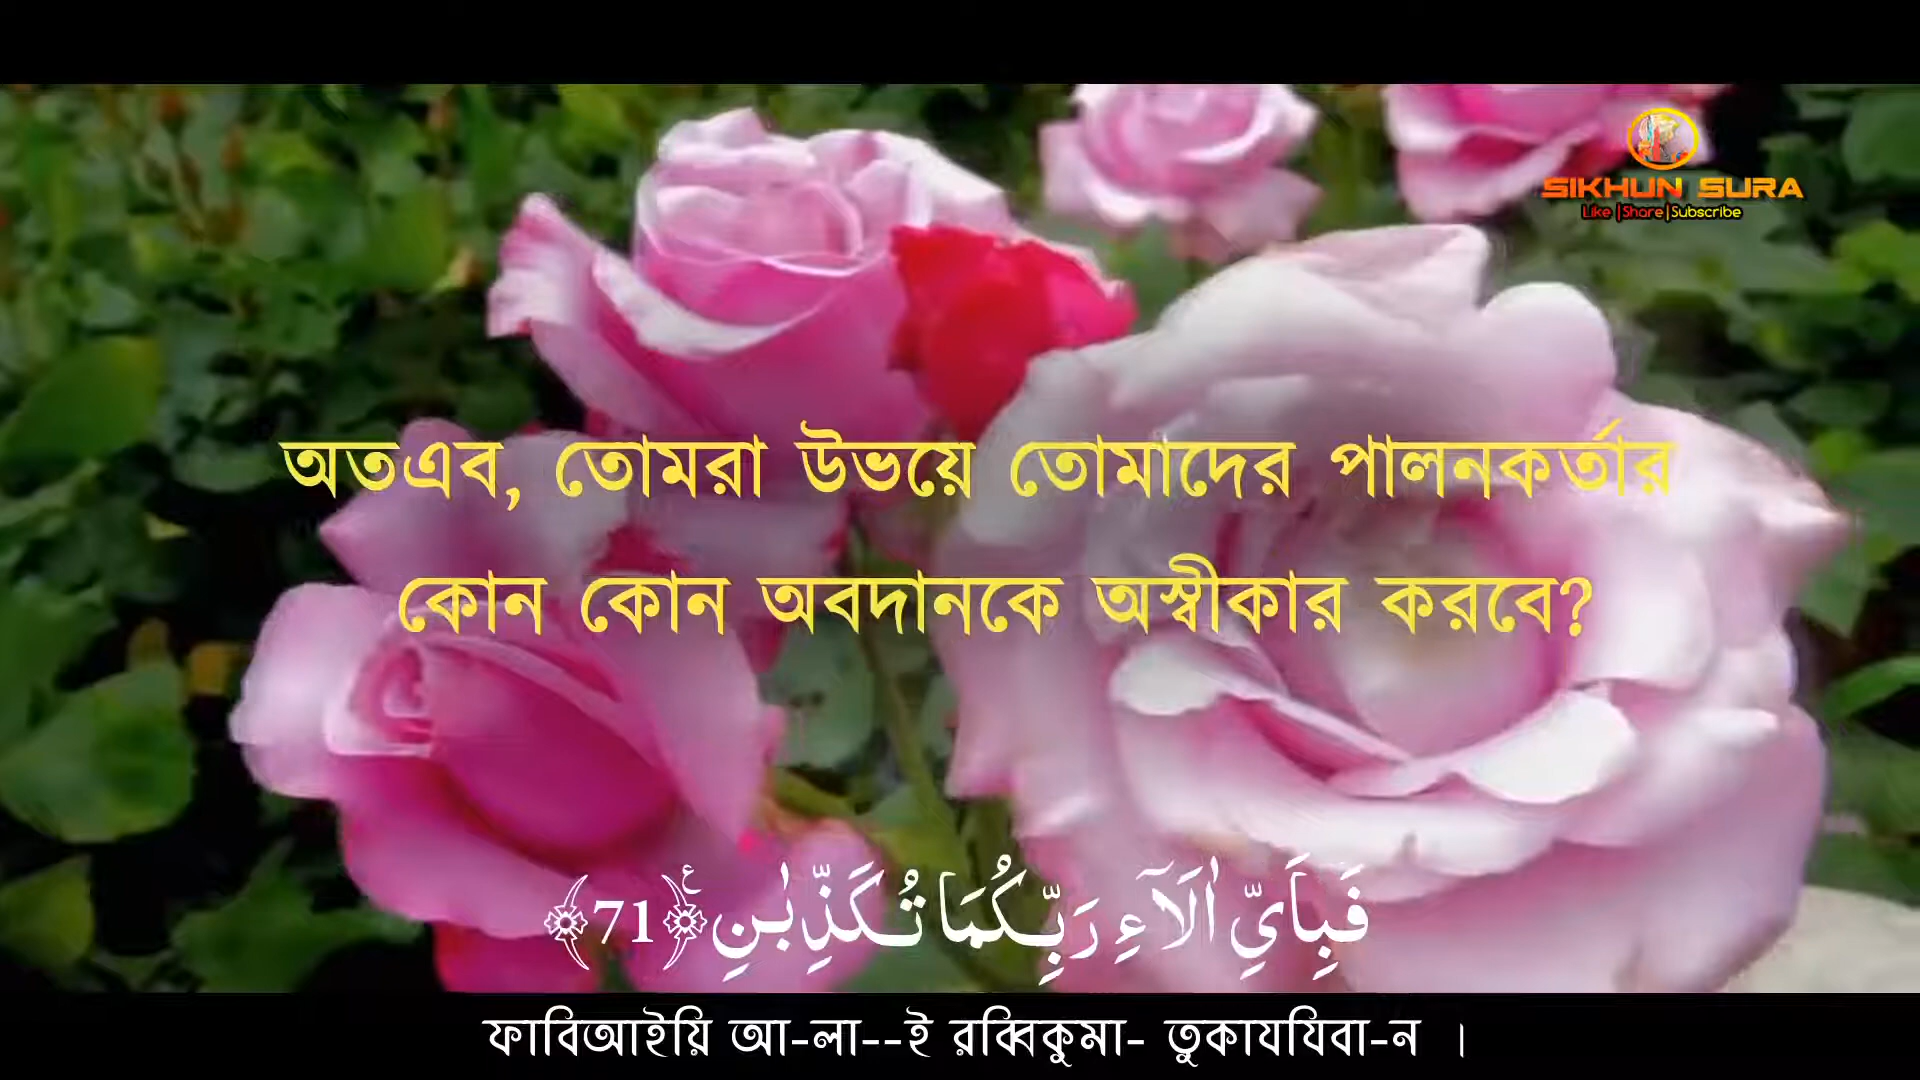 SIKHUN SURA
Like |Share|Subscribe
অতএব, তোমরা উভয়ে তোমাদের পালনকর্তার
কোন কোন অবদানকে অস্বীকার করবে?
فَبِاَيِّ اٰلَآءِ رَبِّكُمَا تُكَذِّبٰنِ ﴿71﴾ ع
ফাবিআইয়ি আ-লা--ই রব্বিকুমা- তুকাযযিবা-ন ।